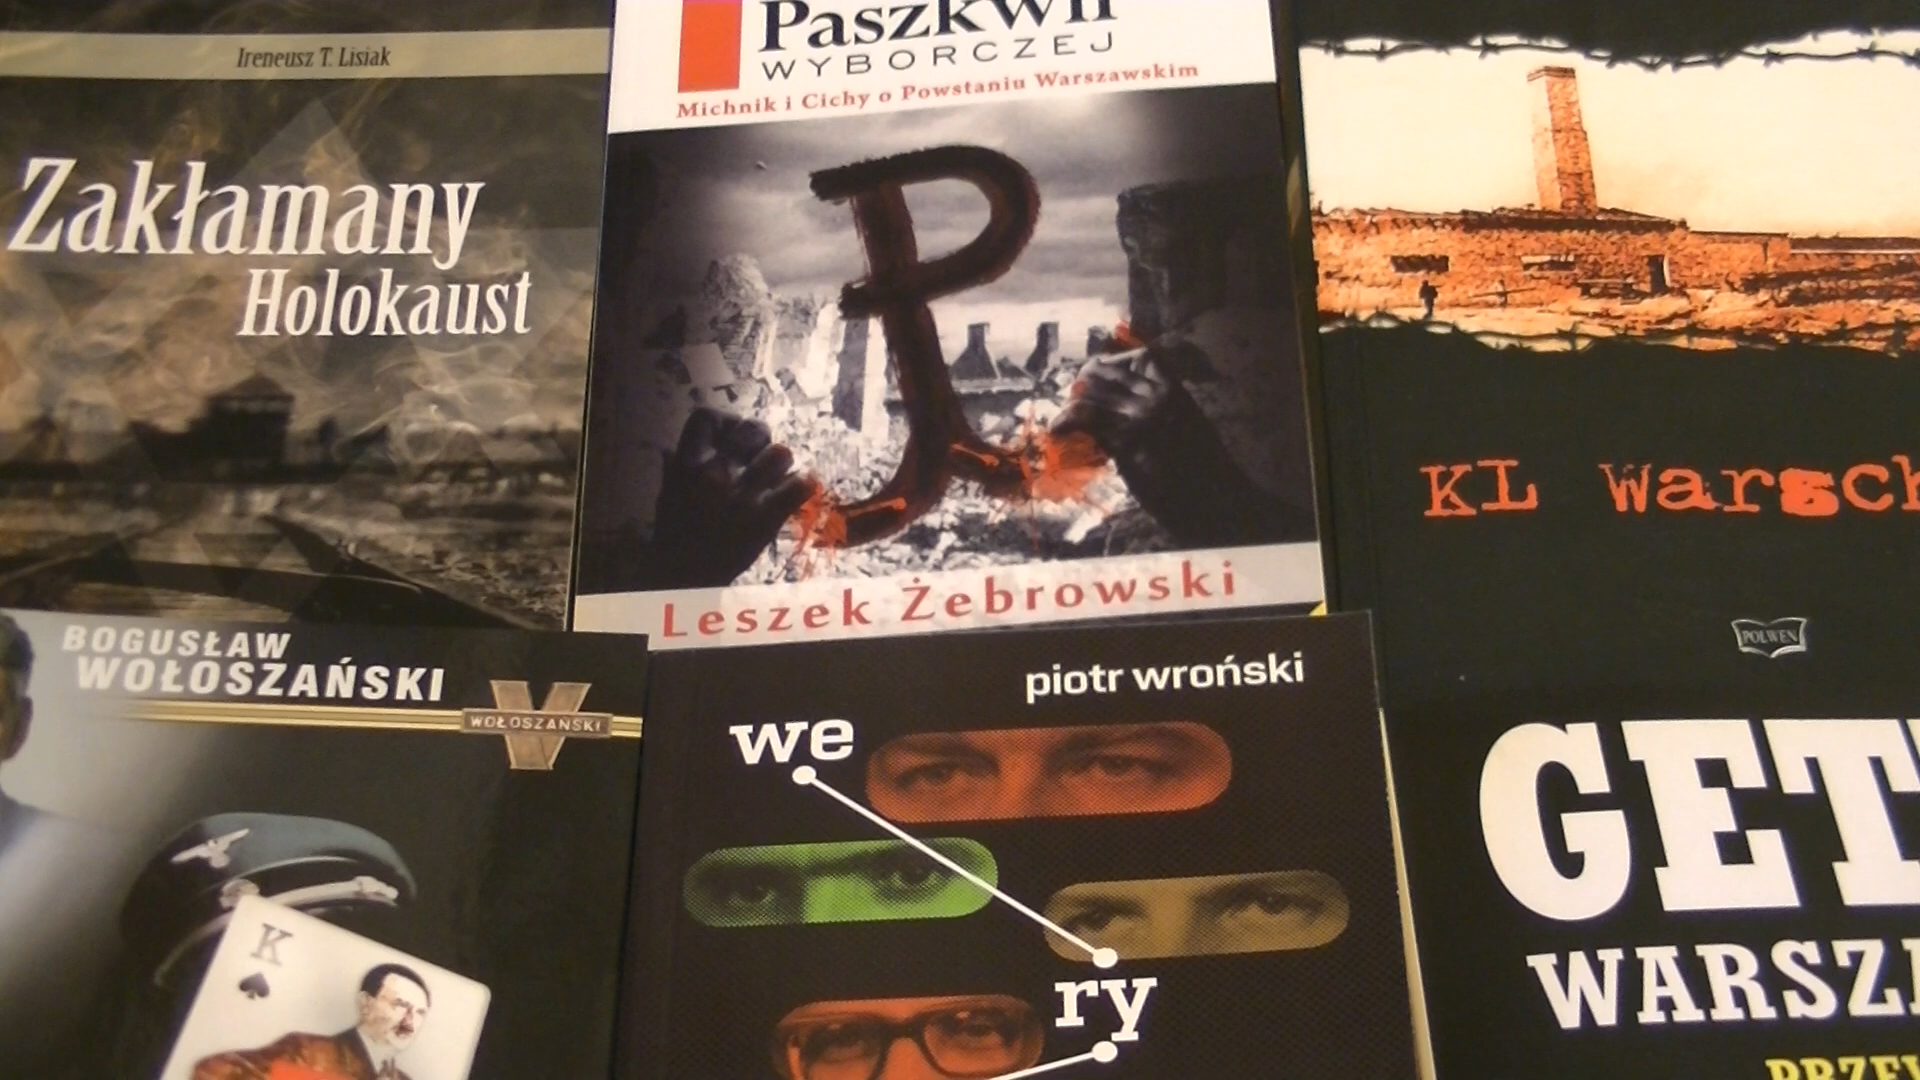 Ireneusz T. Lisiak
Zakłamany
Holokaust
Paszkwil
WYBORCZEJ
Michnik i Cichy o Powstaniu Warszawskim
Leszek Żebrowski
KL Warsch
POLWEN
BOGUSŁAW
WOŁOSZAŃSKI
WOŁOSZAŃSKI
K
piotr wroński
we
ry
GET
WARSZ